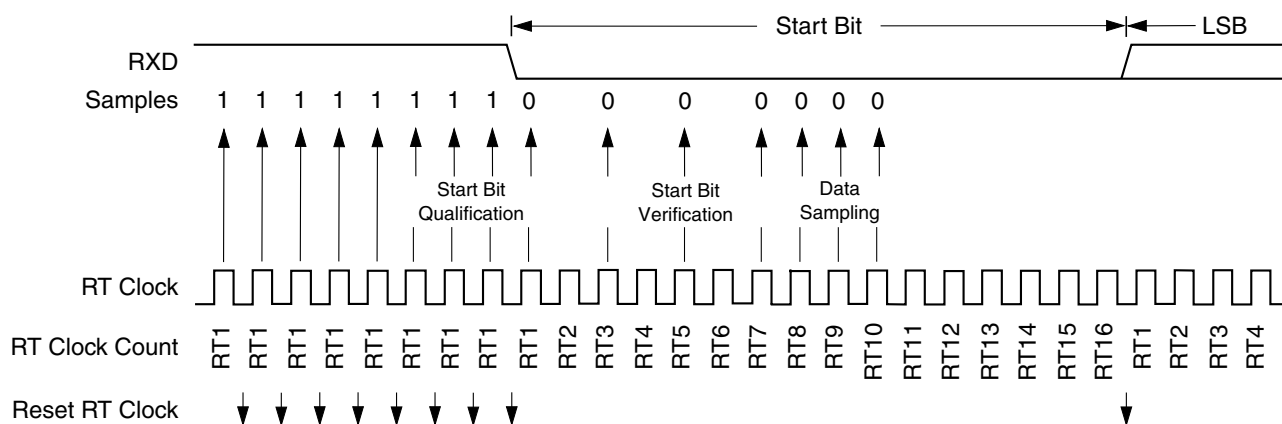 Start Bit LSB
RXD
Samples 1 1 1 1 1 1 1 1 0 0 0 0 0 0 0
Start Bit Qualification
Start Bit Verification
Data Sampling
RT Clock
RT Clock Count RT1 RT1 RT1 RT1 RT1 RT1 RT1 RT1 RT1 RT2 RT3 RT4 RT5 RT6 RT7 RT8 RT9 RT10 RT11 RT12 RT13 RT14 RT15 RT16 RT1 RT2 RT3 RT4
Reset RT Clock